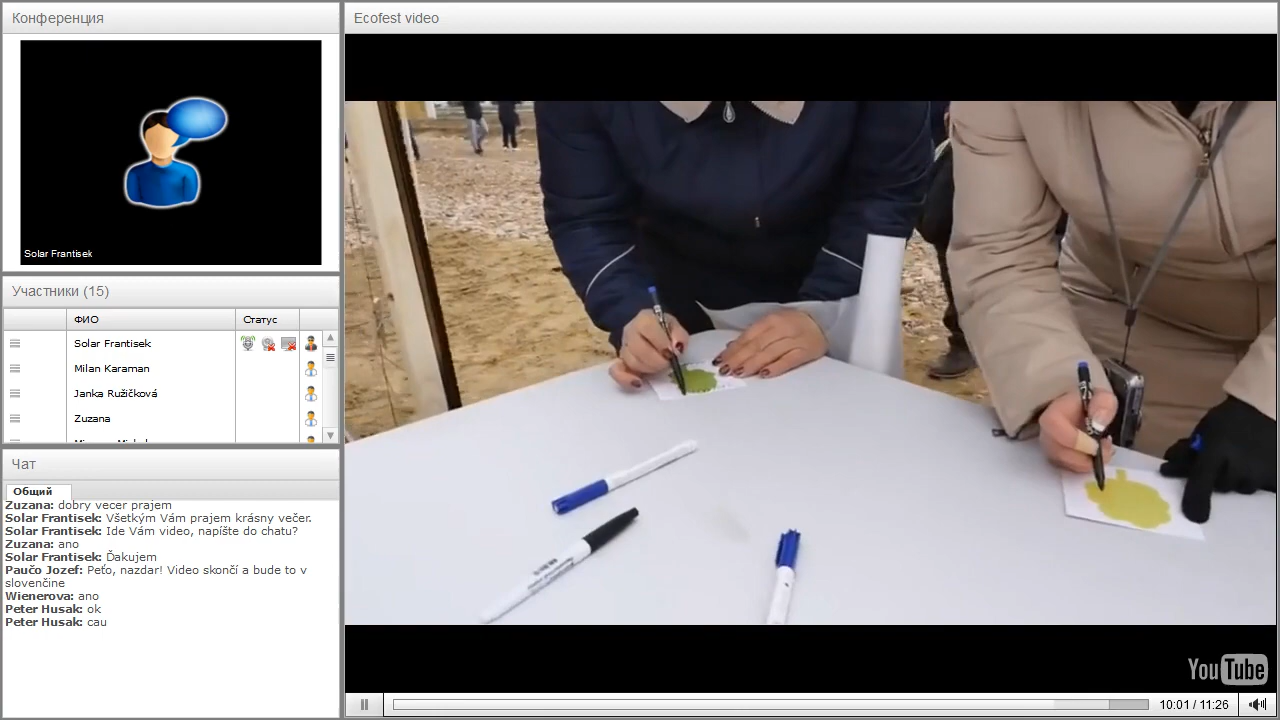 Конференция
Solar Frantisek
Участники (15)
ФИО
Статус
Solar Frantisek
Milan Karaman
Janka Ružičková
Zuzana
Чат
Общий
Zuzana: dobry vecer prajem
Solar Frantisek: Všetkým Vám prajem krásny večer.
Solar Frantisek: Ide Vám video, napíšte do chatu?
Zuzana: ano
Solar Frantisek: Ďakujem
Paučo Jozef: Peťo, nazdar! Video skončí a bude to v
slovenčine
Wienerova: ano
Peter Husak: ok
Peter Husak: cau
Ecofest video
YouTube
10:01 / 11:26